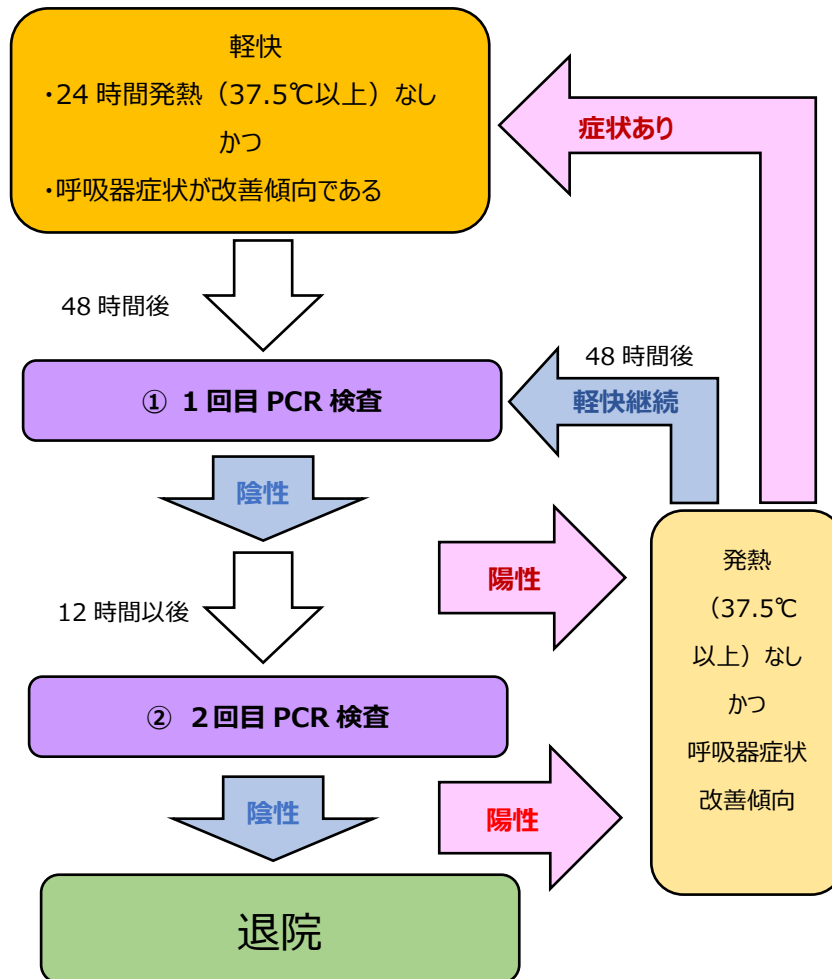 軽快
・24 時間発熱（37.5℃以上）なし
かつ
・呼吸器症状が改善傾向である
症状あり
48 時間後
48 時間後
① 1 回目 PCR 検査
軽快継続
陰性
陽性
12 時間以後
② ２回目 PCR 検査
陰性
陽性
発熱
（37.5℃
以上）なし
かつ
呼吸器症状
改善傾向
退院